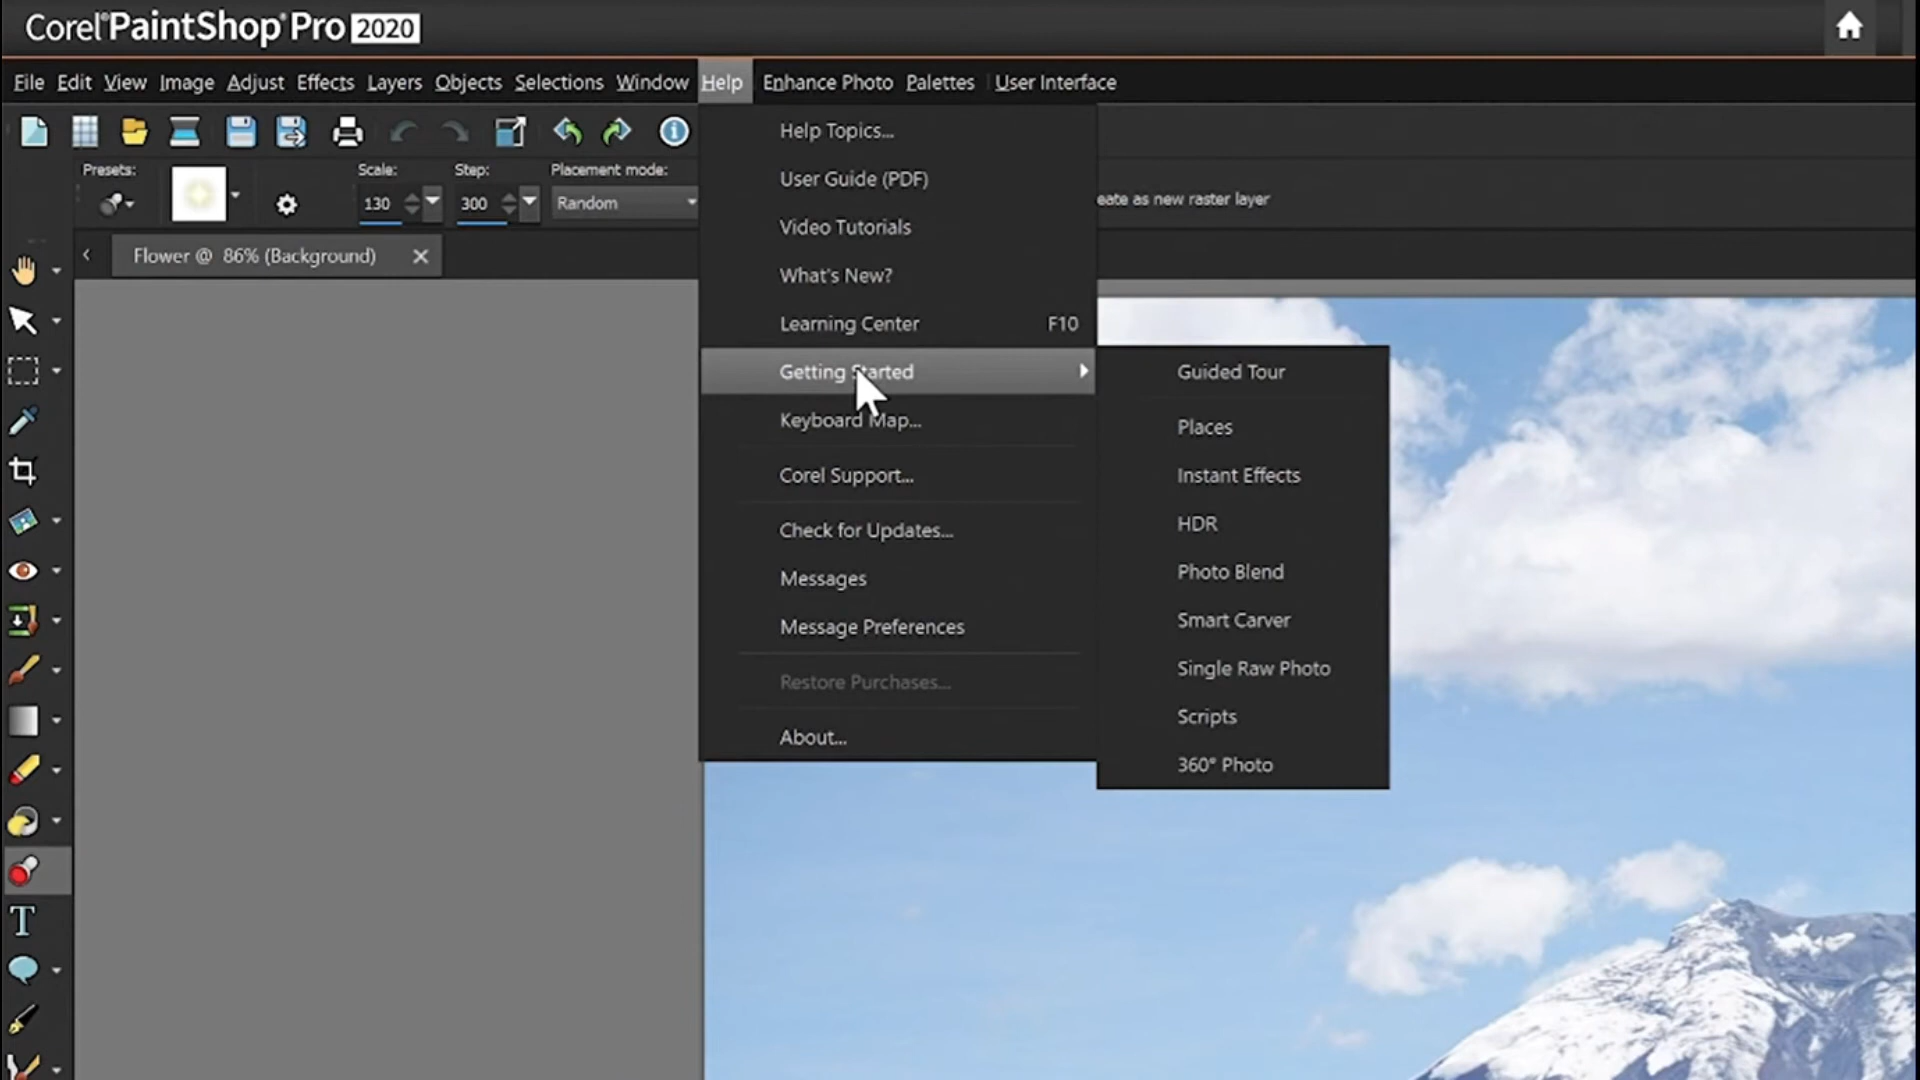 Corel® PaintShop® Pro 2020
File Edit View Image Adjust Effects Layers Objects Selections Window Help Enhance Photo Palettes User Interface
Presets: Scale: Step: Placement mode:
130 300 Random eate as new raster layer
Flower @ 86% (Background)
Help Topics...
User Guide (PDF)
Video Tutorials
What's New?
Learning Center F10
Getting Started
Keyboard Map...
Corel Support...
Check for Updates...
Messages
Message Preferences
Restore Purchases...
About...
Guided Tour
Places
Instant Effects
HDR
Photo Blend
Smart Carver
Single Raw Photo
Scripts
360° Photo